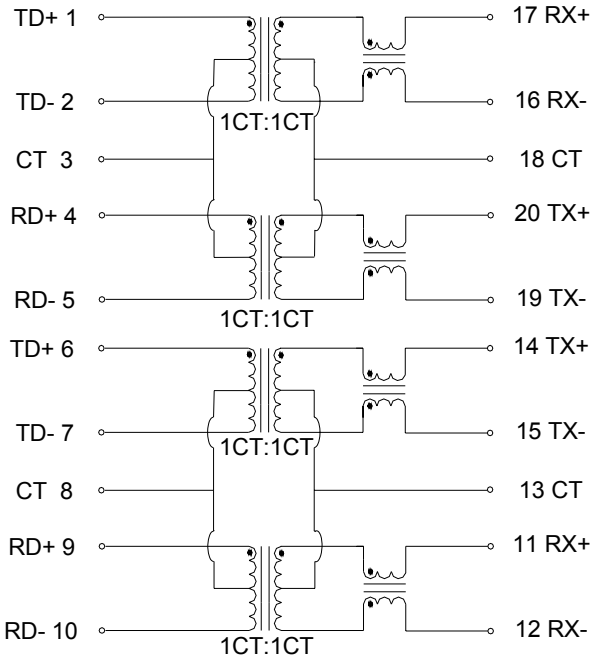 TD+ 1 17 RX+
TD- 2 16 RX-
1CT:1CT
CT 3 18 CT
RD+ 4 20 TX+
RD- 5 19 TX-
1CT:1CT
TD+ 6 14 TX+
TD- 7 15 TX-
1CT:1CT
CT 8 13 CT
RD+ 9 11 RX+
RD- 10 12 RX-
1CT:1CT